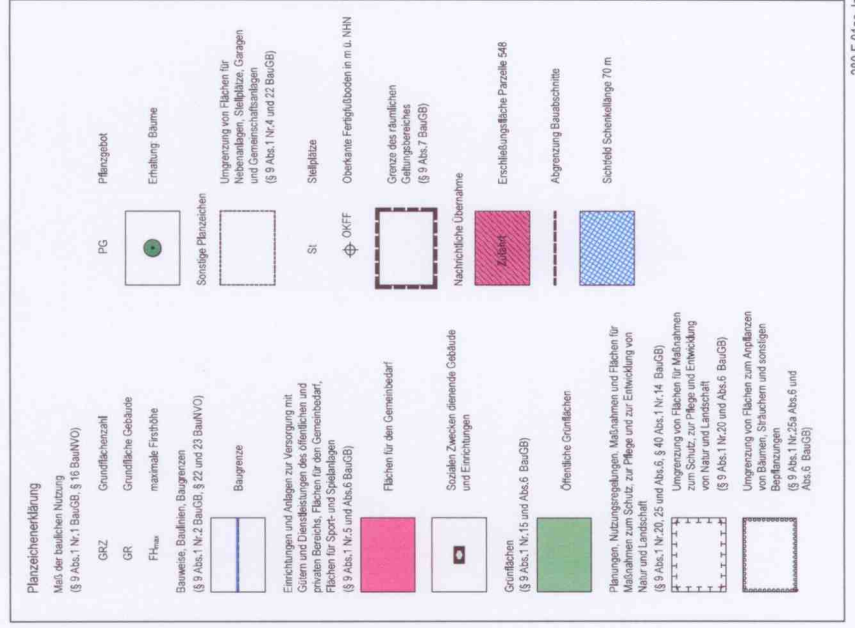 Planzeichenerklärung
Maß der baulichen Nutzung
(§ 9 Abs.1 Nr.1 BauGB, § 16 BauNVO)
GRZ Grundflächenzahl
GR Grundfläche Gebäude
FHmax maximale Firsthöhe
Bauweise, Baulinien, Baugrenzen
(§ 9 Abs.1 Nr.2 BauGB, § 22 und 23 BauNVO)
Baugrenze
Einrichtungen und Anlagen zur Versorgung mit
Gütern und Dienstleistungen des öffentlichen und
privaten Bereichs, Flächen für den Gemeinbedarf,
Flächen für Sport- und Spielanlagen
(§ 9 Abs.1 Nr.5 und Abs.6 BauGB)
Flächen für den Gemeinbedarf
Sozialen Zwecken dienende Gebäude
und Einrichtungen
Grünflächen
(§ 9 Abs.1 Nr.15 und Abs.6 BauGB)
Öffentliche Grünflächen
Planungen, Nutzungsregelungen, Maßnahmen und Flächen für
Maßnahmen zum Schutz, zur Pflege und zur Entwicklung von
Natur und Landschaft
(§ 9 Abs.1 Nr.20, 25 und Abs.6, § 40 Abs.1 Nr.14 BauGB)
Umgrenzung von Flächen für Maßnahmen
zum Schutz, zur Pflege und Entwicklung
von Natur und Landschaft
(§ 9 Abs.1 Nr.20 und Abs.6 BauGB)
Umgrenzung von Flächen zum Anpflanzen
von Bäumen, Sträuchern und sonstigen
Bepflanzungen
(§ 9 Abs.1 Nr.25a Abs.6 und
Abs.6 BauGB)
PG Pflanzgebot
Erhaltung: Bäume
Sonstige Planzeichen
Umgrenzung von Flächen für
Nebenanlagen, Stellplätze, Garagen
und Gemeinschaftsanlagen
(§ 9 Abs.1 Nr.4 und 22 BauGB)
St Stellplätze
OKFF Oberkante Fertigfußboden in m ü. NHN
Grenze des räumlichen
Geltungsbereiches
(§ 9 Abs.7 BauGB)
Nachrichtliche Übernahme
Zufahrt Erschließungsfläche Parzelle 548
Abgrenzung Bauabschnitte
Sichtfeld Schenkellänge 70 m